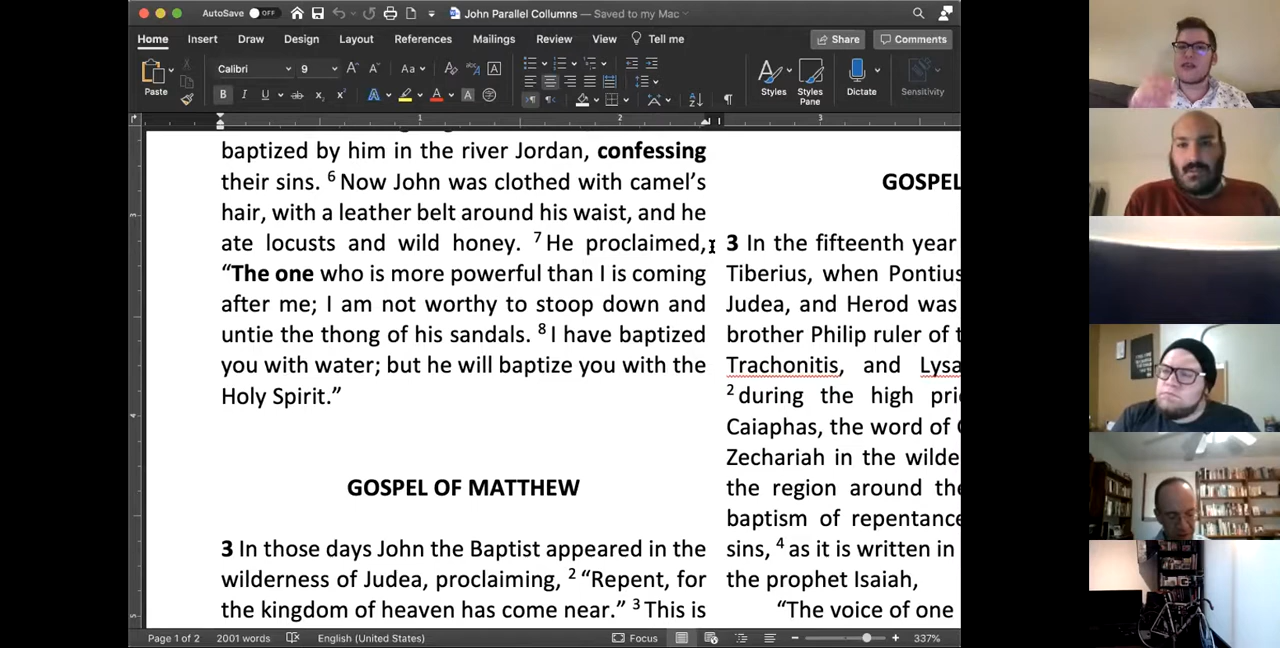 AutoSave OFF
John Parallel Collumns — Saved to my Mac
Home Insert Draw Design Layout References Mailings Review View Tell me Share Comments
Paste Calibri 9 Aa A Styles Styles Pane Dictate Sensitivity
B I U ab x₂ x² A A A
1 2 3
baptized by him in the river Jordan, confessing
their sins. 6 Now John was clothed with camel’s
hair, with a leather belt around his waist, and he
ate locusts and wild honey. 7 He proclaimed,
“The one who is more powerful than I is coming
after me; I am not worthy to stoop down and
untie the thong of his sandals. 8 I have baptized
you with water; but he will baptize you with the
Holy Spirit.”
GOSPEL OF MATTHEW
3 In those days John the Baptist appeared in the
wilderness of Judea, proclaiming, 2 “Repent, for
the kingdom of heaven has come near.” 3 This is
GOSPEL
3 In the fifteenth year
Tiberius, when Pontius
Judea, and Herod was
brother Philip ruler of t
Trachonitis, and Lysa
2 during the high pri
Caiaphas, the word of
Zechariah in the wilde
the region around the
baptism of repentance
sins, 4 as it is written in
the prophet Isaiah,
“The voice of one
Page 1 of 2 2001 words English (United States) Focus 337%